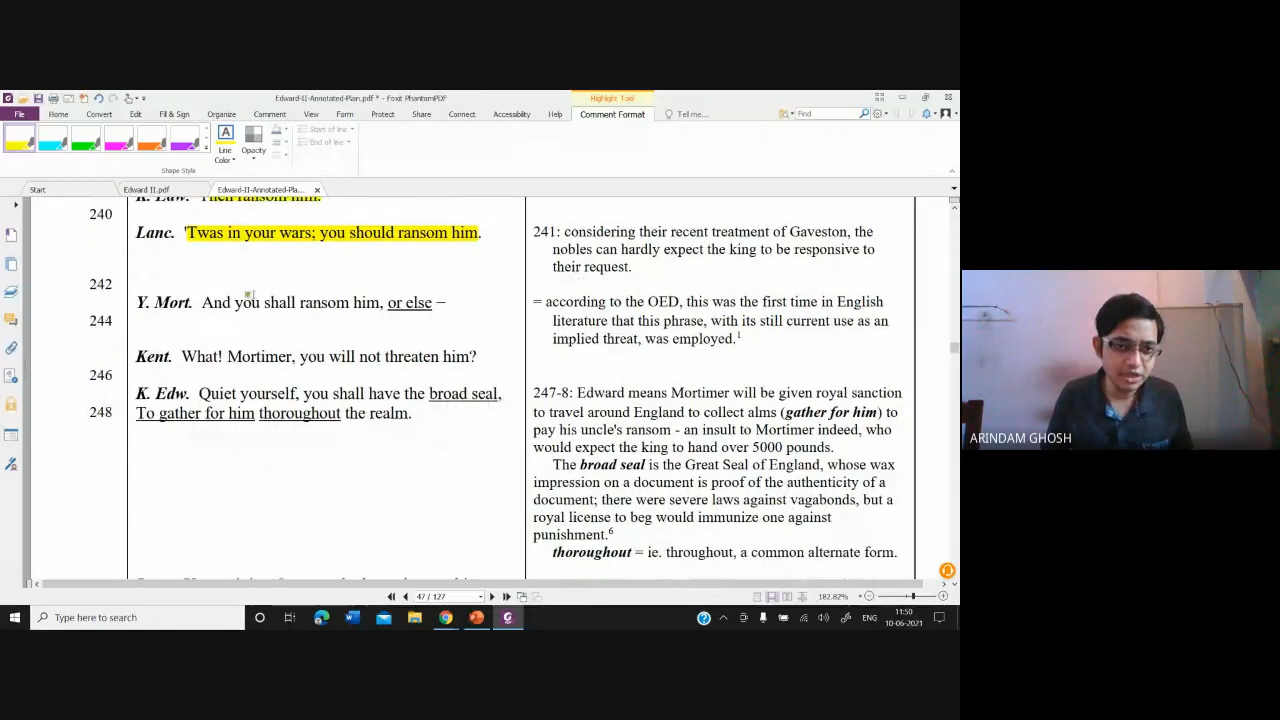 Edward-II-Annotated-Plan.pdf * - Foxit PhantomPDF
Highlight Tool
File Home Convert Edit Fill & Sign Organize Comment View Form Protect Share Connect Accessibility Help Comment Format Tell me... Find
Start of line
End of line
Line Color
Opacity
Shape Style
Start
Edward II.pdf
Edward-II-Annotated-Pla...
K. Edw. Then ransom him.
240
Lanc. 'Twas in your wars; you should ransom him.
242
Y. Mort. And you shall ransom him, or else −
244
Kent. What! Mortimer, you will not threaten him?
246
K. Edw. Quiet yourself, you shall have the broad seal,
248 To gather for him thoroughout the realm.
241: considering their recent treatment of Gaveston, the
nobles can hardly expect the king to be responsive to
their request.
= according to the OED, this was the first time in English
literature that this phrase, with its still current use as an
implied threat, was employed.1
247-8: Edward means Mortimer will be given royal sanction
to travel around England to collect alms (gather for him) to
pay his uncle's ransom - an insult to Mortimer indeed, who
would expect the king to hand over 5000 pounds.
The broad seal is the Great Seal of England, whose wax
impression on a document is proof of the authenticity of a
document; there were severe laws against vagabonds, but a
royal license to beg would immunize one against
punishment.6
thoroughout = ie. throughout, a common alternate form.
47 / 127
182.82%
Type here to search
ENG
11:50
10-06-2021
ARINDAM GHOSH